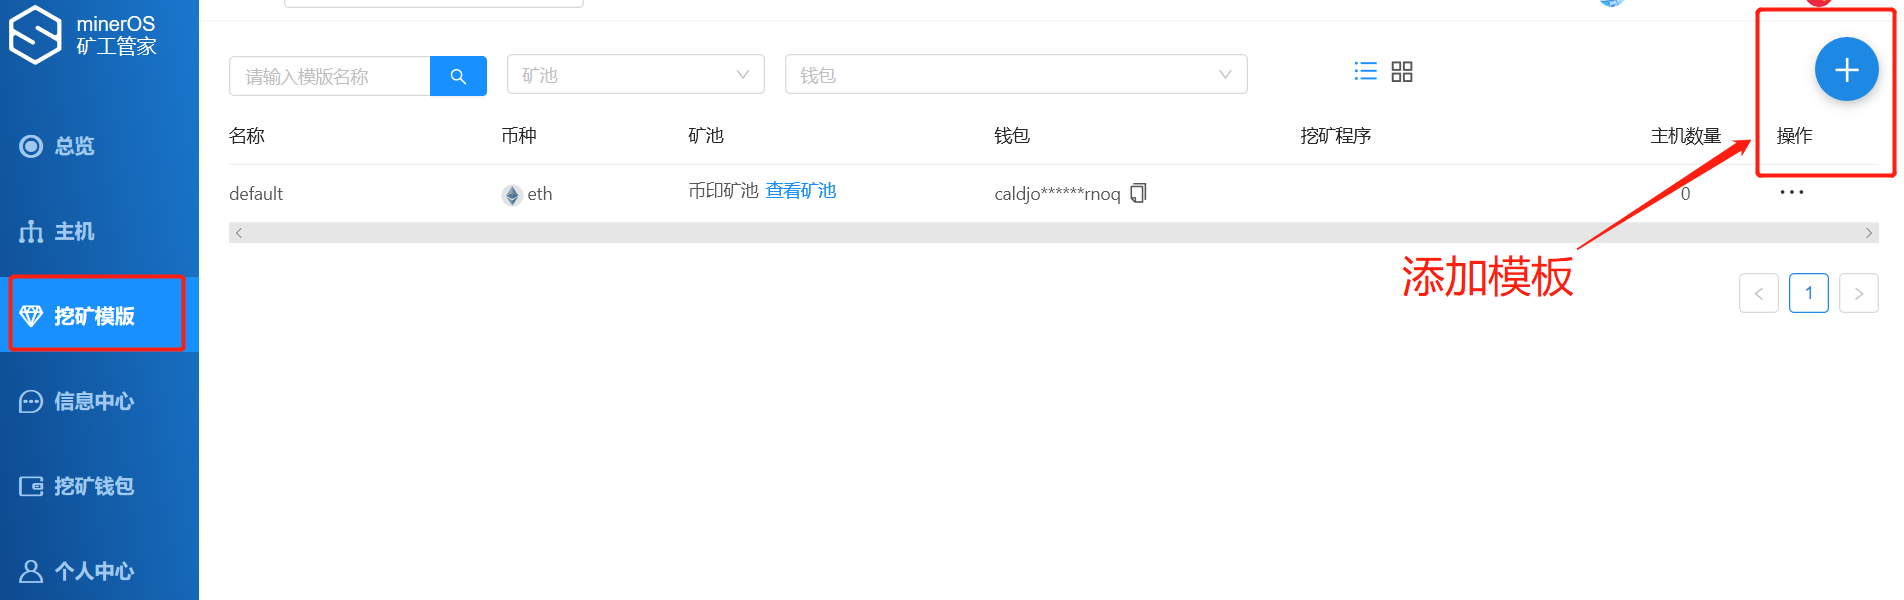 minerOS
矿工管家
总览
主机
挖矿模版
信息中心
挖矿钱包
个人中心
请输入模版名称 矿池 钱包
名称 币种 矿池 钱包 挖矿程序 主机数量 操作
default eth 币印矿池 查看矿池 caldjo******rnoq 0 ···
添加模板
1